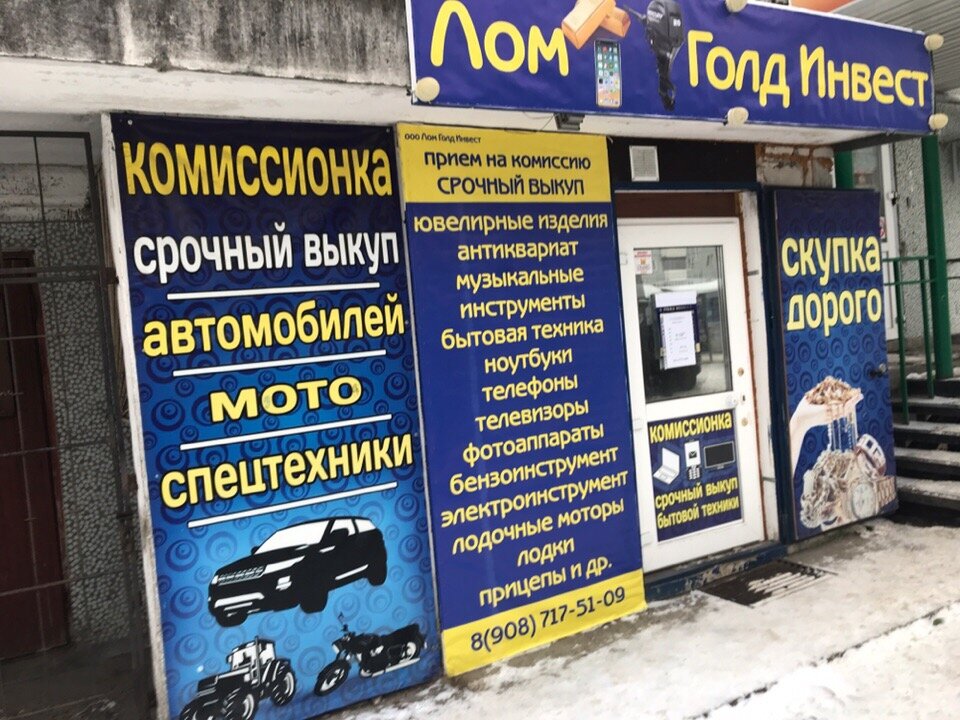 Лом Голд Инвест
КОМИССИОНКА
срочный выкуп
автомобилей
мото
спецтехники
ооо Лом Голд Инвест
прием на комиссию
СРОЧНЫЙ ВЫКУП
ювелирные изделия
антиквариат
музыкальные
инструменты
бытовая техника
ноутбуки
телефоны
телевизоры
фотоаппараты
бензоинструмент
электроинструмент
лодочные моторы
лодки
прицепы и др.
8(908) 717-51-09
КОМИССИОНКА
срочный выкуп
бытовой техники
скупка
дорого